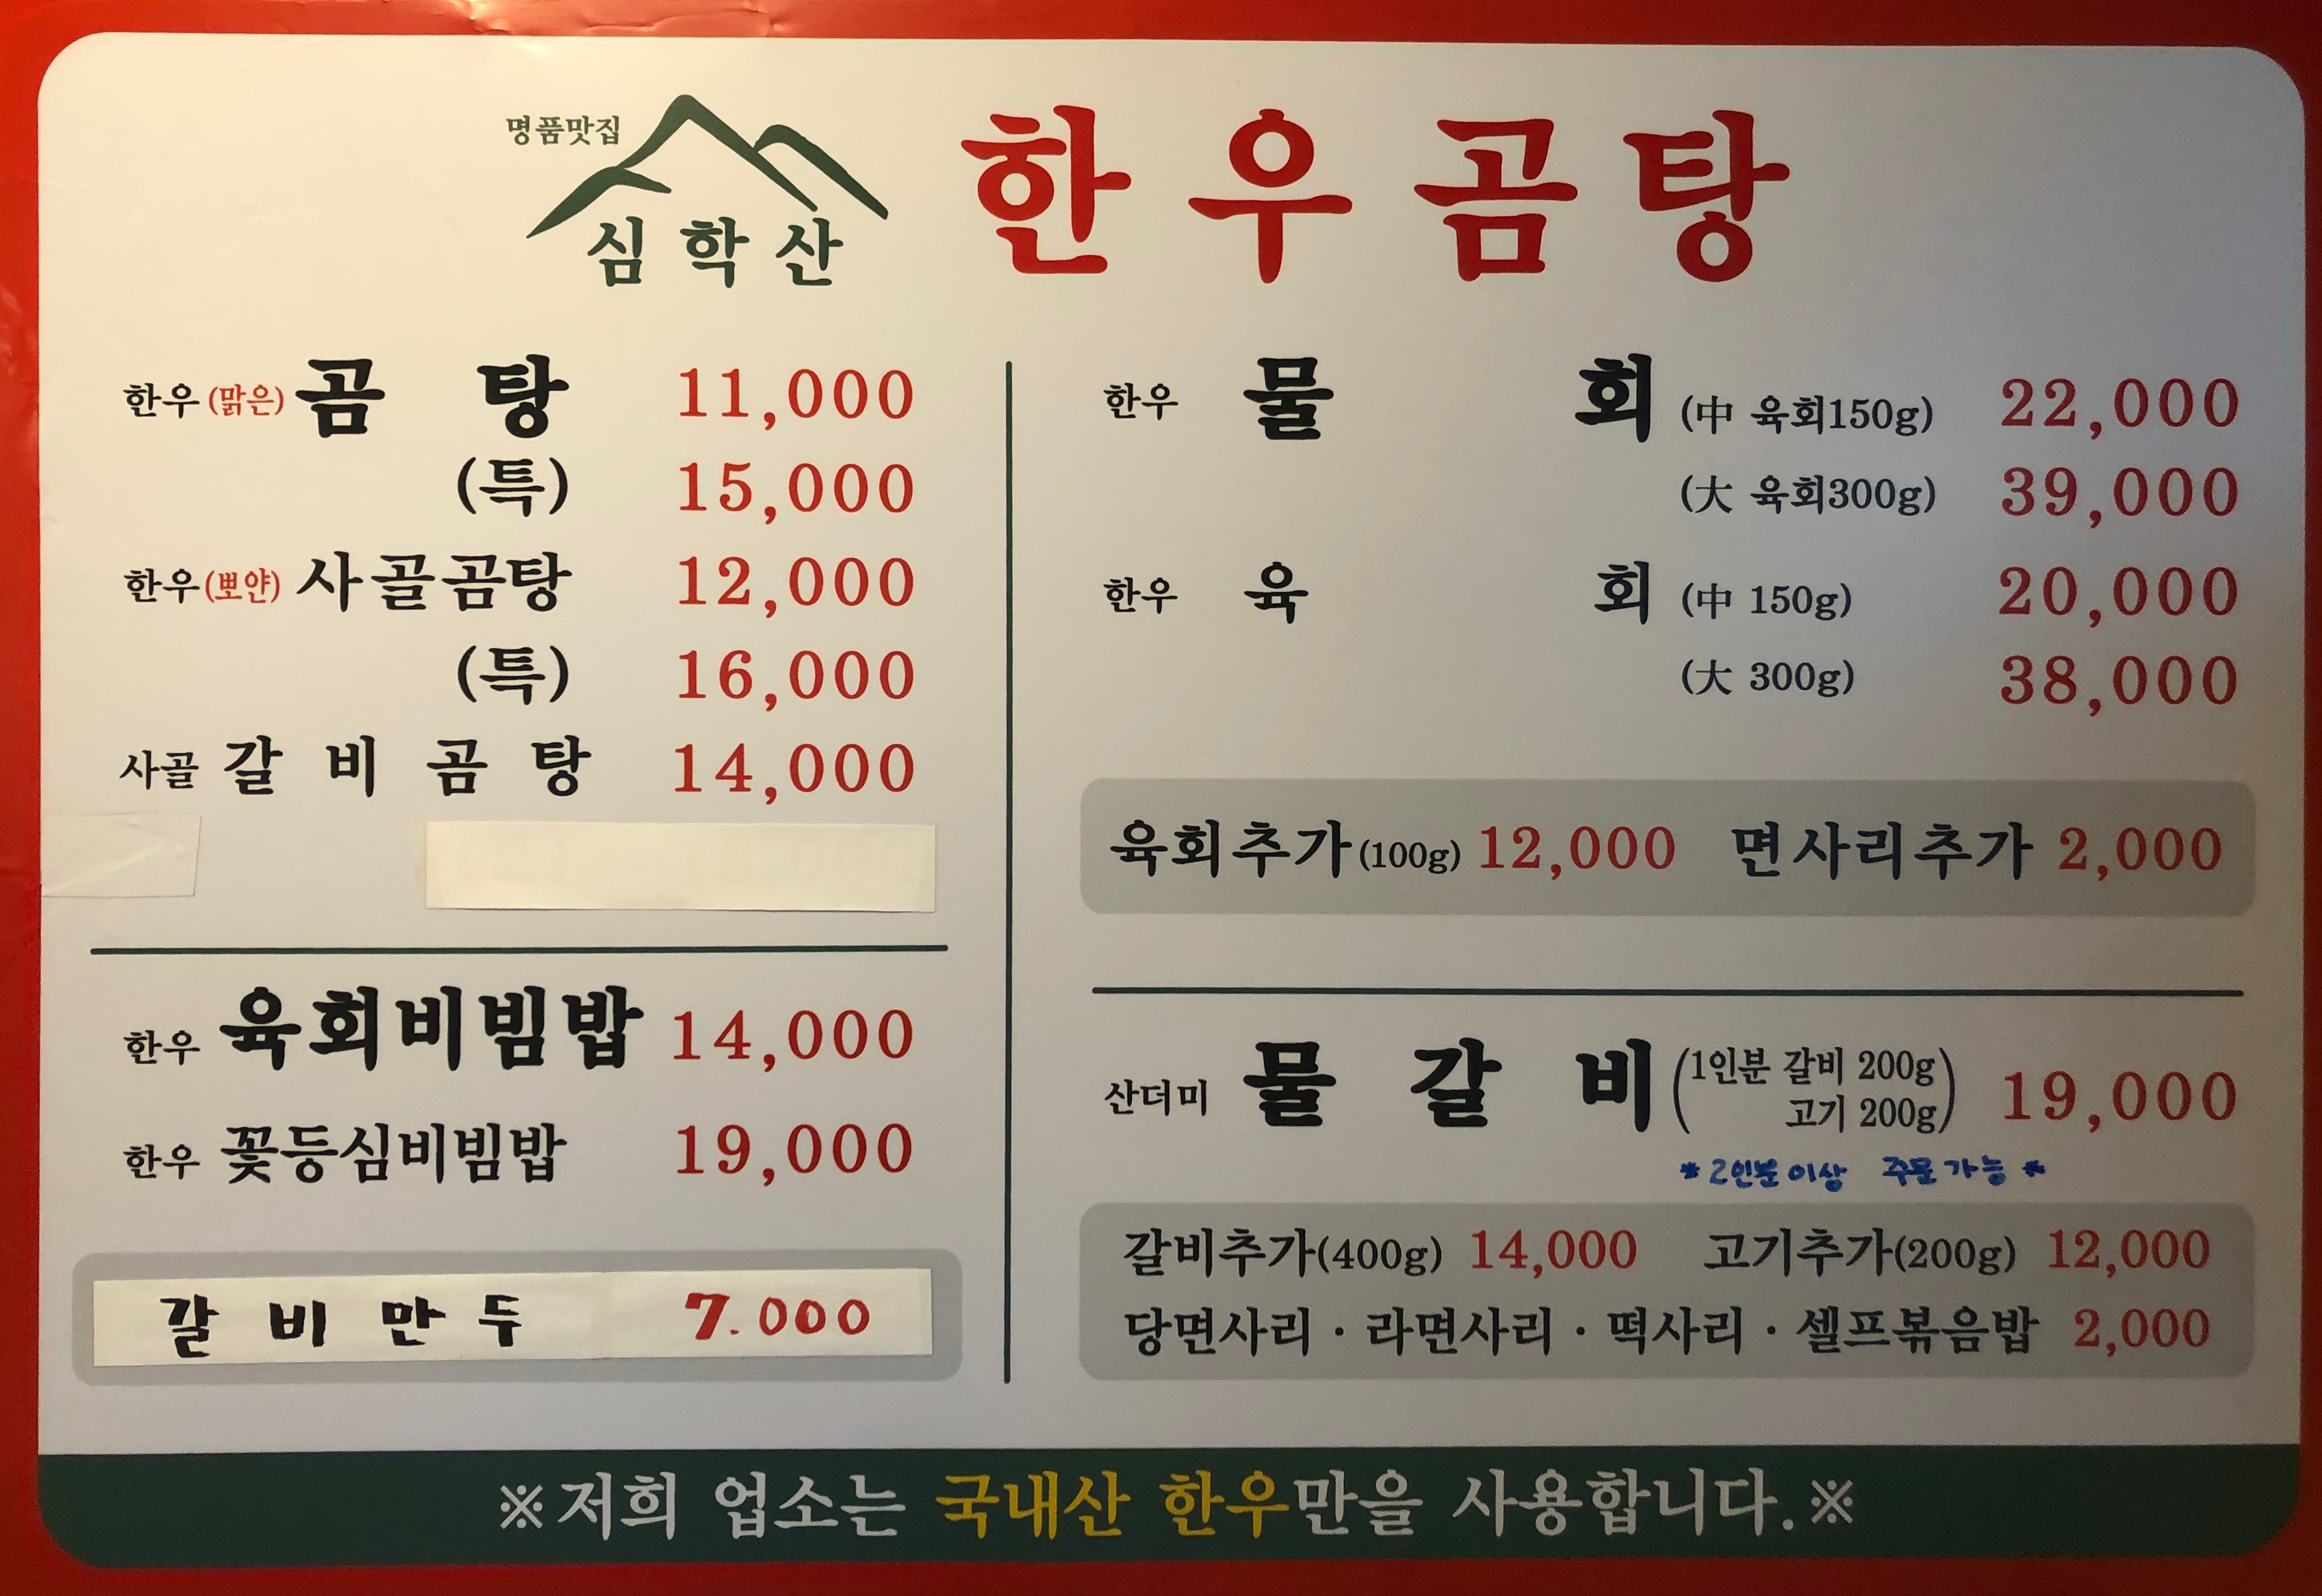 명품맛집
심학산
한우곰탕
한우 (맑은) 곰 탕 11,000
(특) 15,000
한우 (뽀얀) 사골곰탕 12,000
(특) 16,000
사골 갈 비 곰 탕 14,000
한우 육회비빔밥 14,000
한우 꽃등심비빔밥 19,000
갈 비 만 두 7.000
한우 물 회 (中 육회150g) 22,000
(大 육회300g) 39,000
한우 육 회 (中 150g) 20,000
(大 300g) 38,000
육회추가(100g) 12,000 면사리추가 2,000
산더미 물 갈 비 (1인분 갈비 200g
고기 200g) 19,000
* 2인분 이상 주문 가능 *
갈비추가(400g) 14,000 고기추가(200g) 12,000
당면사리 · 라면사리 · 떡사리 · 셀프볶음밥 2,000
※저희 업소는 국내산 한우만을 사용합니다.※